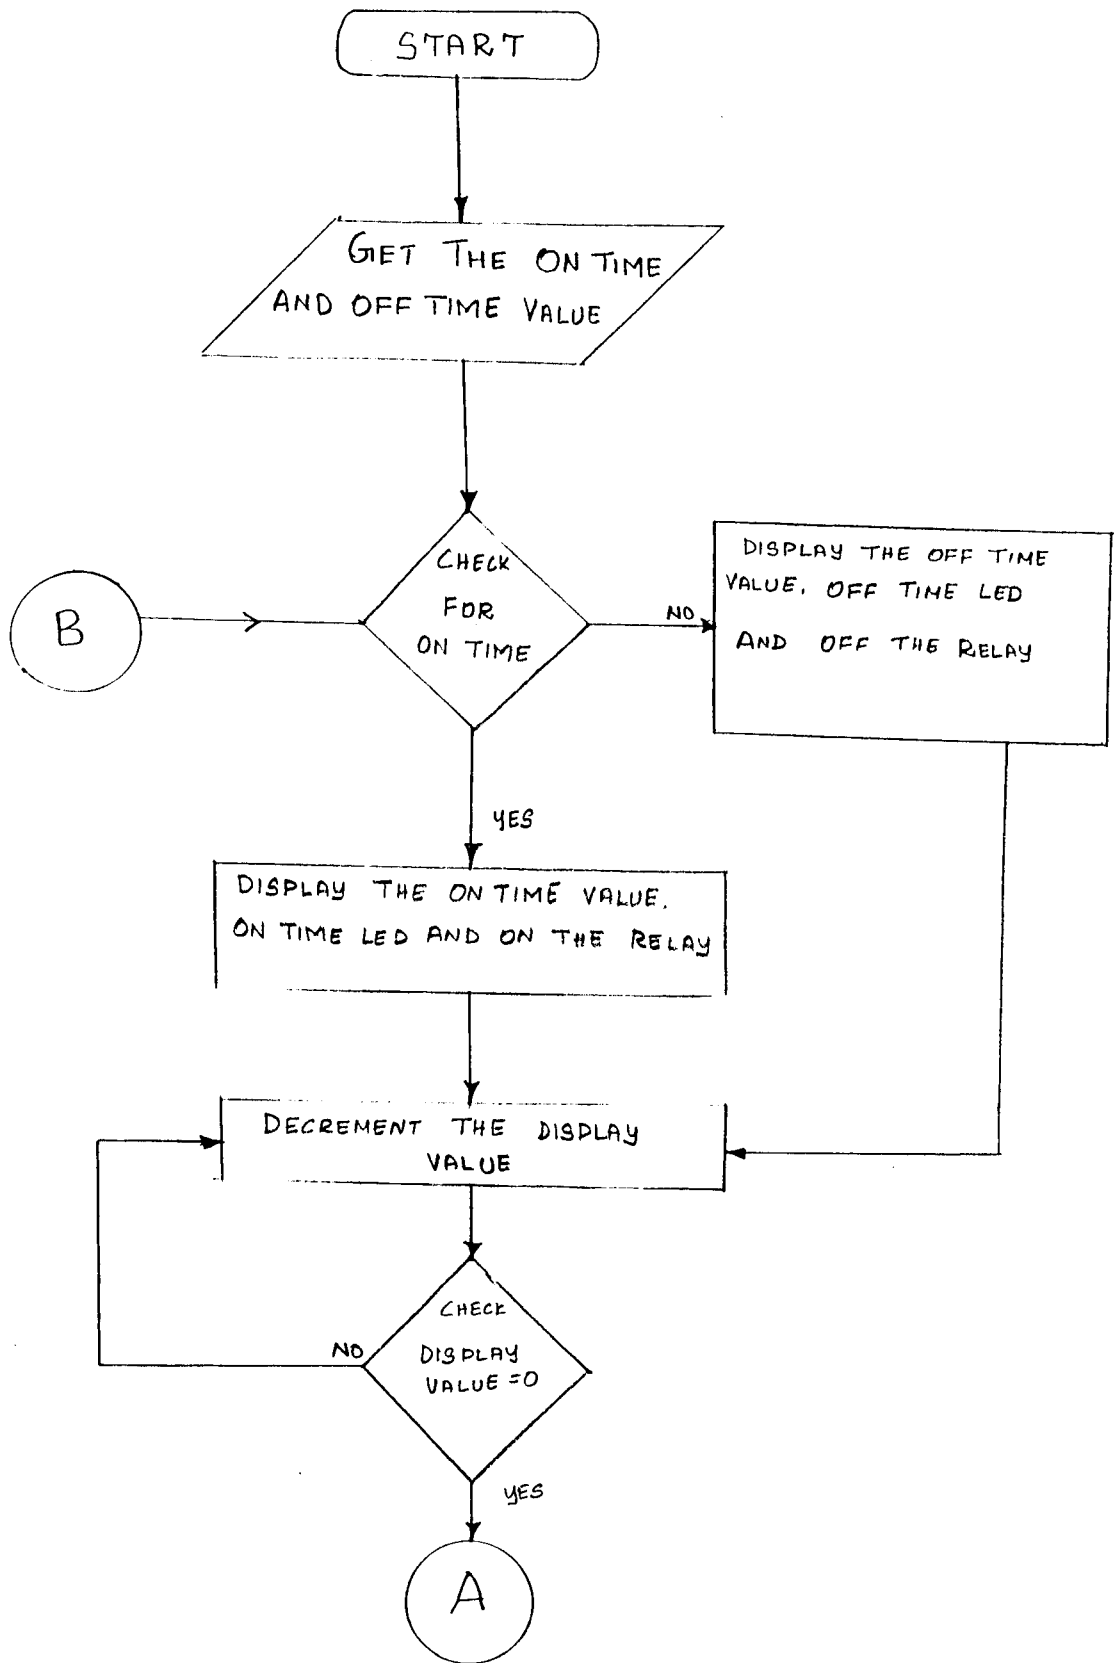 START
GET THE ON TIME
AND OFF TIME VALUE
CHECK
FOR
ON TIME
B
NO
DISPLAY THE OFF TIME
VALUE. OFF TIME LED
AND OFF THE RELAY
YES
DISPLAY THE ON TIME VALUE.
ON TIME LED AND ON THE RELAY
DECREMENT THE DISPLAY
VALUE
CHECK
DISPLAY
VALUE=0
NO
YES
A